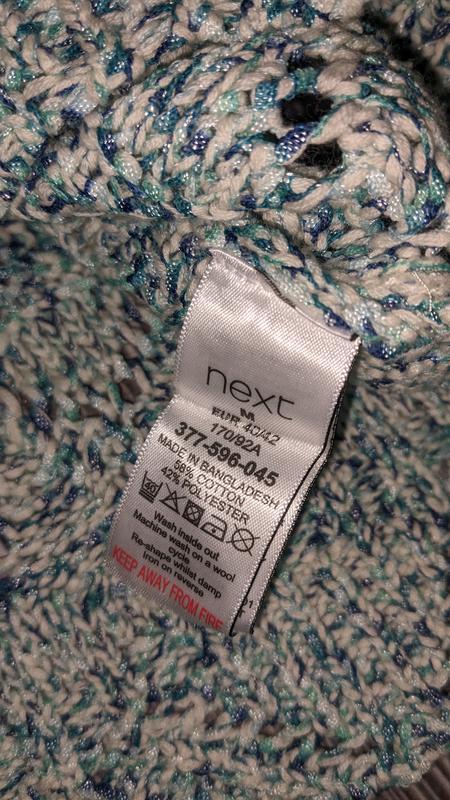 next
M
EUR 40/42
170/92A
377-596-045
MADE IN BANGLADESH
58% COTTON
42% POLYESTER
40
Wash inside out
Machine wash on a wool
cycle
Re-shape whilst damp
Iron on reverse
KEEP AWAY FROM FIRE